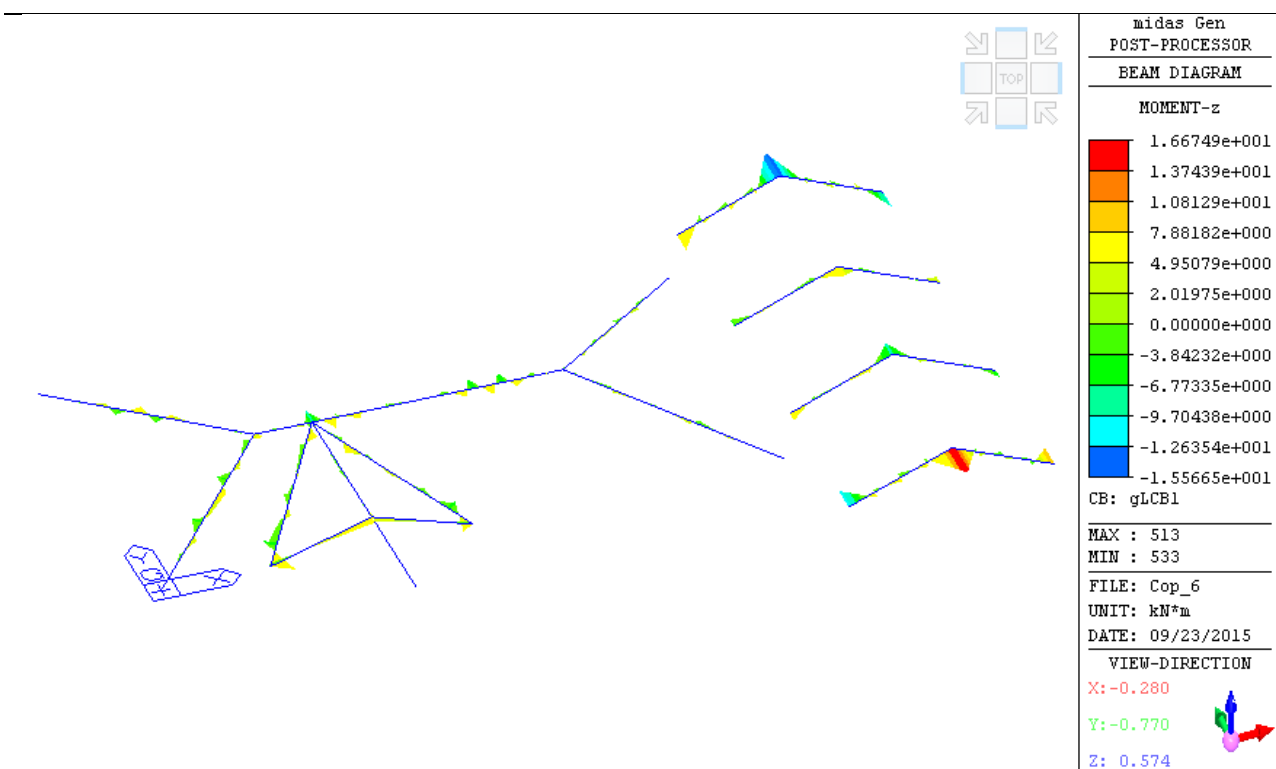 TOP
midas Gen
POST-PROCESSOR
BEAM DIAGRAM
MOMENT-z
1.66749e+001
1.37439e+001
1.08129e+001
7.88182e+000
4.95079e+000
2.01975e+000
0.00000e+000
-3.84232e+000
-6.77335e+000
-9.70438e+000
-1.26354e+001
-1.55665e+001
CB: gLCB1
MAX : 513
MIN : 533
FILE: Cop_6
UNIT: kN*m
DATE: 09/23/2015
VIEW-DIRECTION
X:-0.280
Y:-0.770
Z: 0.574
Y
X